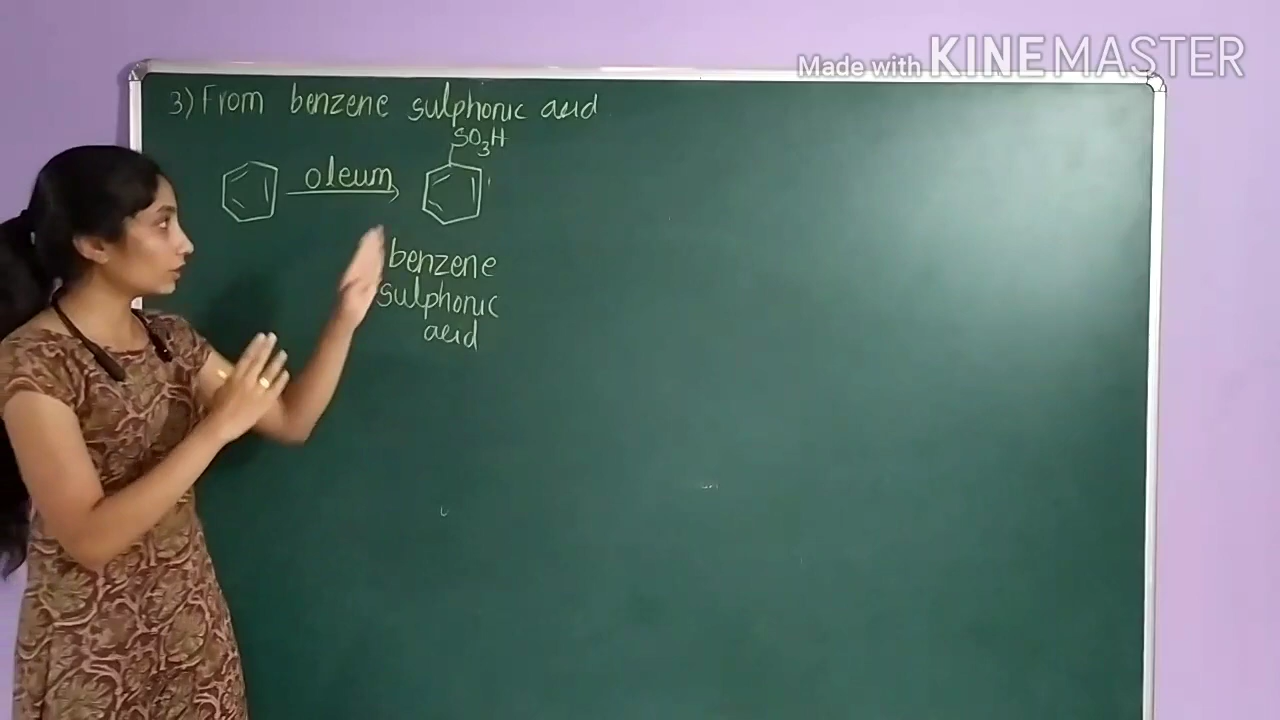 Made with KINEMASTER
3) From benzene sulphonic acid
SO3H
oleum
benzene
sulphonic
acid